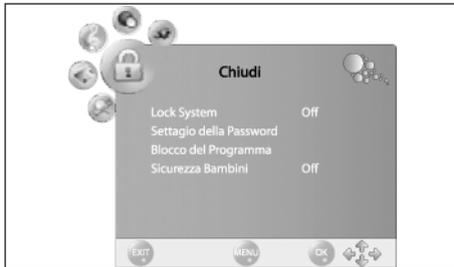 Chiudi
Lock System Off
Settagio della Password
Blocco del Programma
Sicurezza Bambini Off
EXIT MENU OK